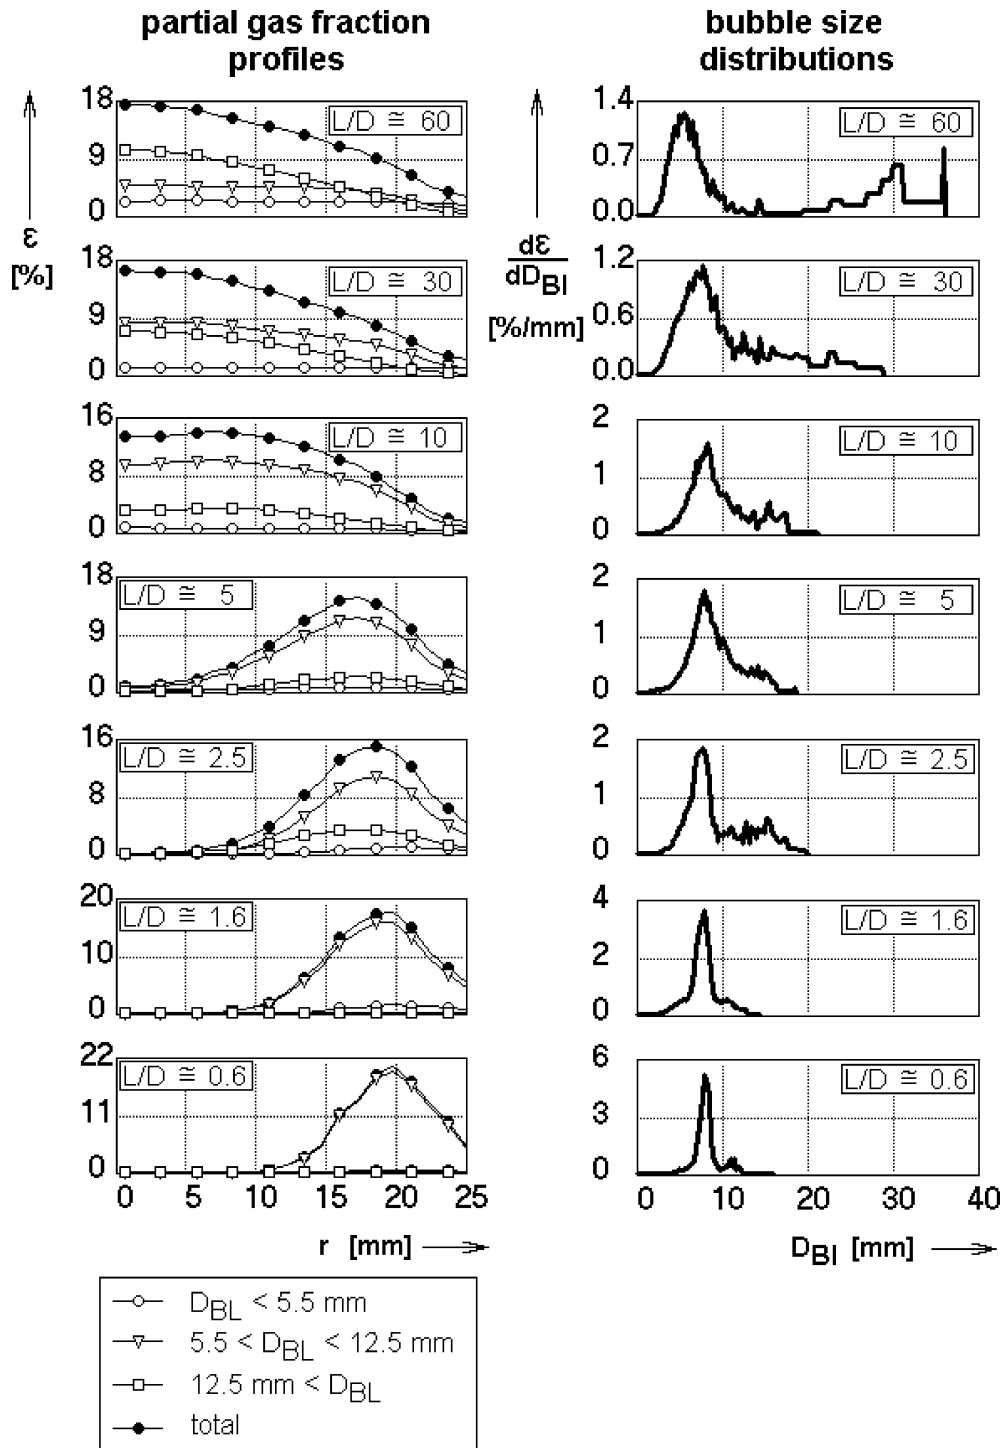 partial gas fraction
profiles
bubble size
distributions
ε
[%]
18
9
0
L/D ≅ 60
18
9
0
L/D ≅ 30
16
8
0
L/D ≅ 10
18
9
0
L/D ≅ 5
16
8
0
L/D ≅ 2.5
20
10
0
L/D ≅ 1.6
22
11
0
L/D ≅ 0.6
0 5 10 15 20 25
r [mm]
dε
dD_BI
[%/mm]
1.4
0.7
0.0
L/D ≅ 60
1.2
0.6
0.0
L/D ≅ 30
2
1
0
L/D ≅ 10
2
1
0
L/D ≅ 5
2
1
0
L/D ≅ 2.5
4
2
0
L/D ≅ 1.6
6
3
0
L/D ≅ 0.6
0 10 20 30 40
D_BI [mm]
D_BL < 5.5 mm
5.5 < D_BL < 12.5 mm
12.5 mm < D_BL
total